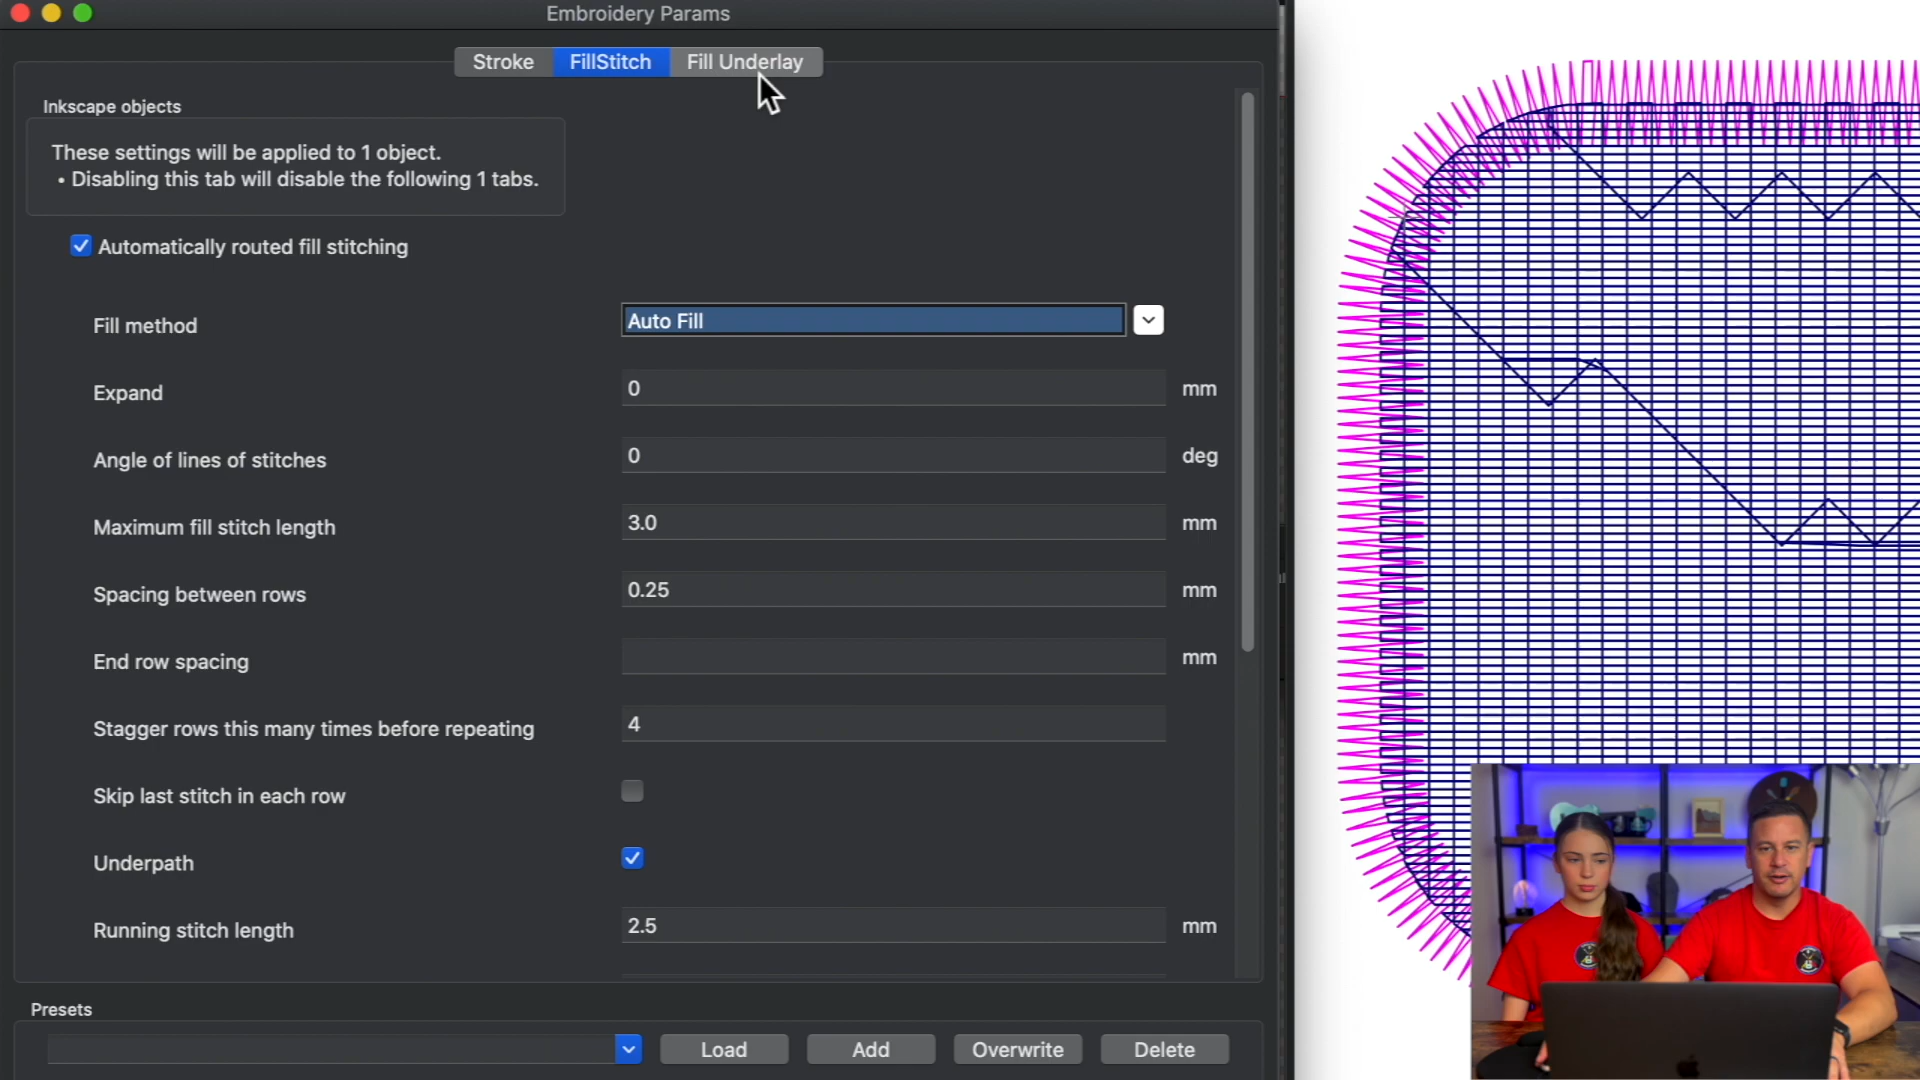 Embroidery Params
Stroke
FillStitch
Fill Underlay
Inkscape objects
These settings will be applied to 1 object.
• Disabling this tab will disable the following 1 tabs.
Automatically routed fill stitching
Fill method
Auto Fill
Expand
0
mm
Angle of lines of stitches
0
deg
Maximum fill stitch length
3.0
mm
Spacing between rows
0.25
mm
End row spacing
mm
Stagger rows this many times before repeating
4
Skip last stitch in each row
Underpath
Running stitch length
2.5
mm
Presets
Load
Add
Overwrite
Delete